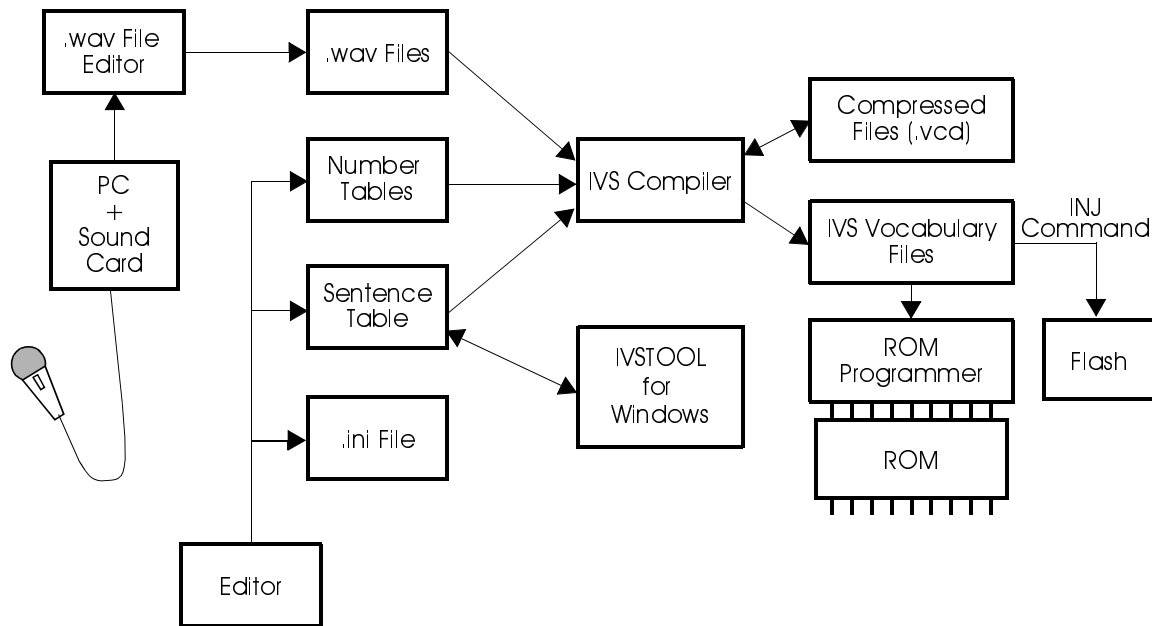 .wav File
Editor
.wav Files
PC
+
Sound
Card
Number
Tables
Sentence
Table
.ini File
Editor
IVS Compiler
IVSTOOL
for
Windows
Compressed
Files (.vcd)
IVS Vocabulary
Files
INJ
Command
ROM
Programmer
ROM
Flash